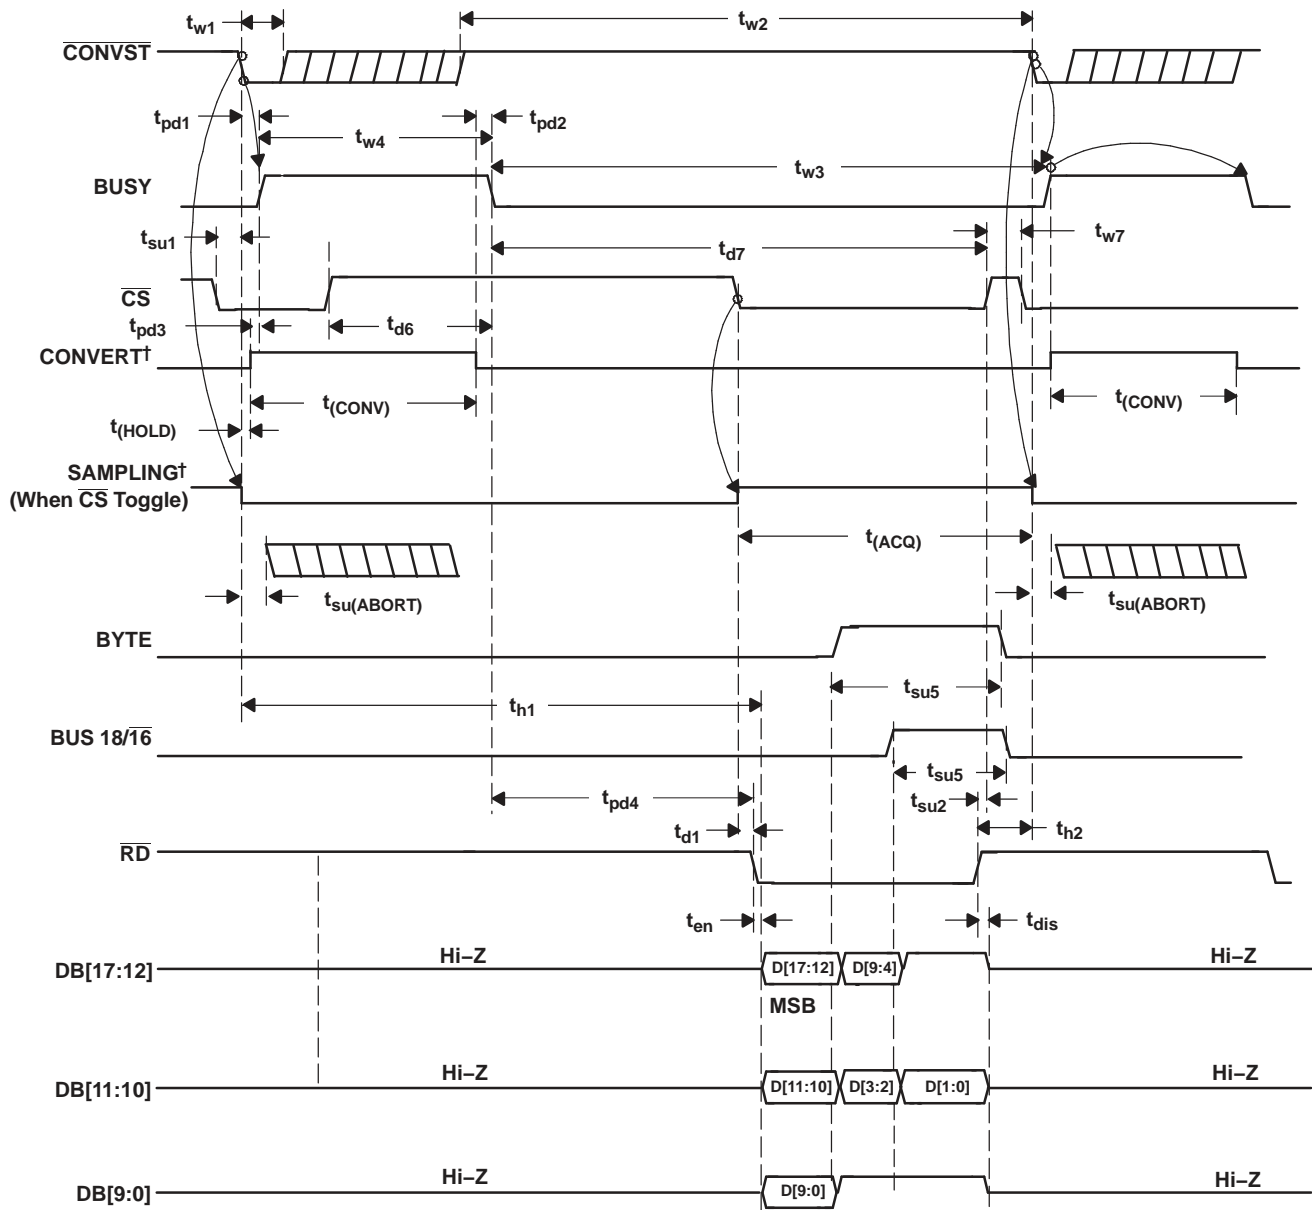 tw1
tw2
CONVST
tpd1
tw4
tpd2
tw3
BUSY
tsu1
td7
tw7
CS
tpd3
td6
CONVERT†
t(CONV)
t(CONV)
t(HOLD)
SAMPLING†
(When CS Toggle)
t(ACQ)
tsu(ABORT)
tsu(ABORT)
BYTE
tsu5
th1
BUS 18/16
tsu5
tpd4
tsu2
td1
th2
RD
ten
tdis
Hi–Z
Hi–Z
DB[17:12]
D[17:12]
D[9:4]
MSB
Hi–Z
Hi–Z
DB[11:10]
D[11:10]
D[3:2]
D[1:0]
Hi–Z
Hi–Z
DB[9:0]
D[9:0]